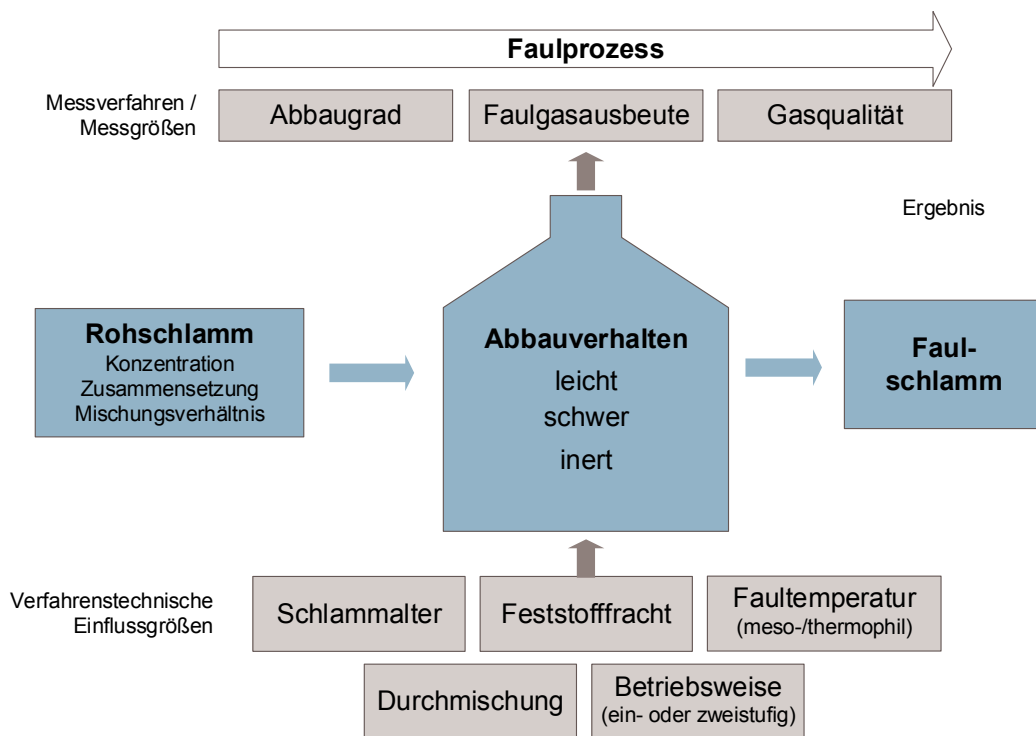 Faulprozess
Messverfahren /
Messgrößen
Abbaugrad
Faulgasausbeute
Gasqualität
Ergebnis
Rohschlamm
Konzentration
Zusammensetzung
Mischungsverhältnis
Abbauverhalten
leicht
schwer
inert
Faul-
schlamm
Verfahrenstechnische
Einflussgrößen
Schlammalter
Feststofffracht
Faultemperatur
(meso-/thermophil)
Durchmischung
Betriebsweise
(ein- oder zweistufig)